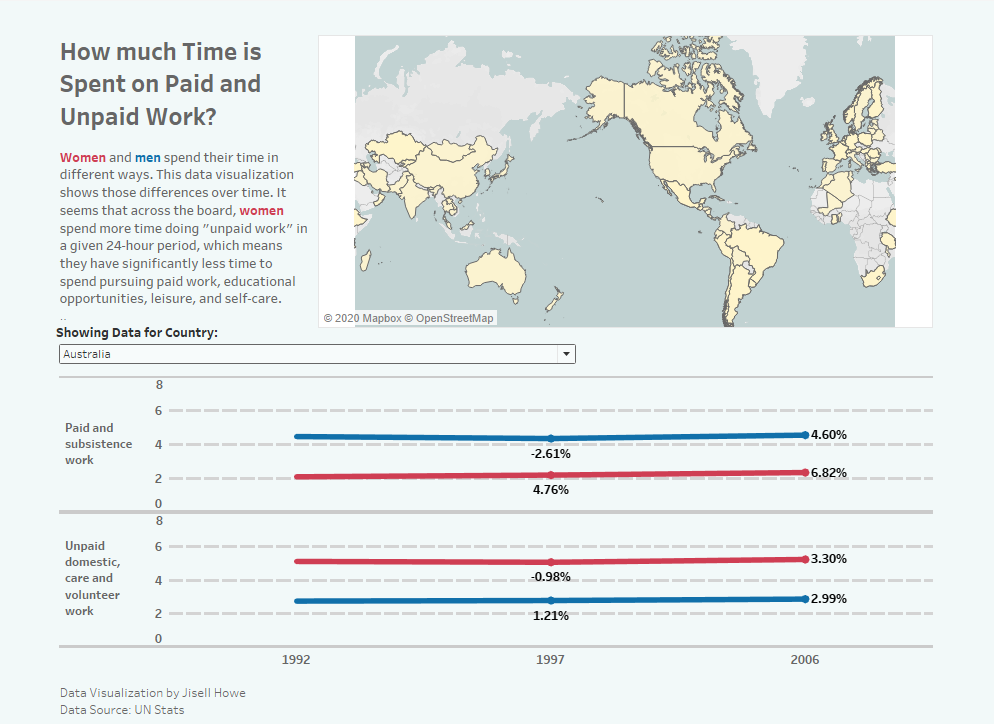 How much Time is
Spent on Paid and
Unpaid Work?
Women and men spend their time in
different ways. This data visualization
shows those differences over time. It
seems that across the board, women
spend more time doing "unpaid work" in
a given 24-hour period, which means
they have significantly less time to
spend pursuing paid work, educational
opportunities, leisure, and self-care.
..
© 2020 Mapbox © OpenStreetMap
Showing Data for Country:
Australia
8
6
Paid and
subsistence
work
4
2
0
4.60%
-2.61%
6.82%
4.76%
8
Unpaid
domestic,
care and
volunteer
work
6
4
2
0
3.30%
-0.98%
2.99%
1.21%
1992
1997
2006
Data Visualization by Jisell Howe
Data Source: UN Stats